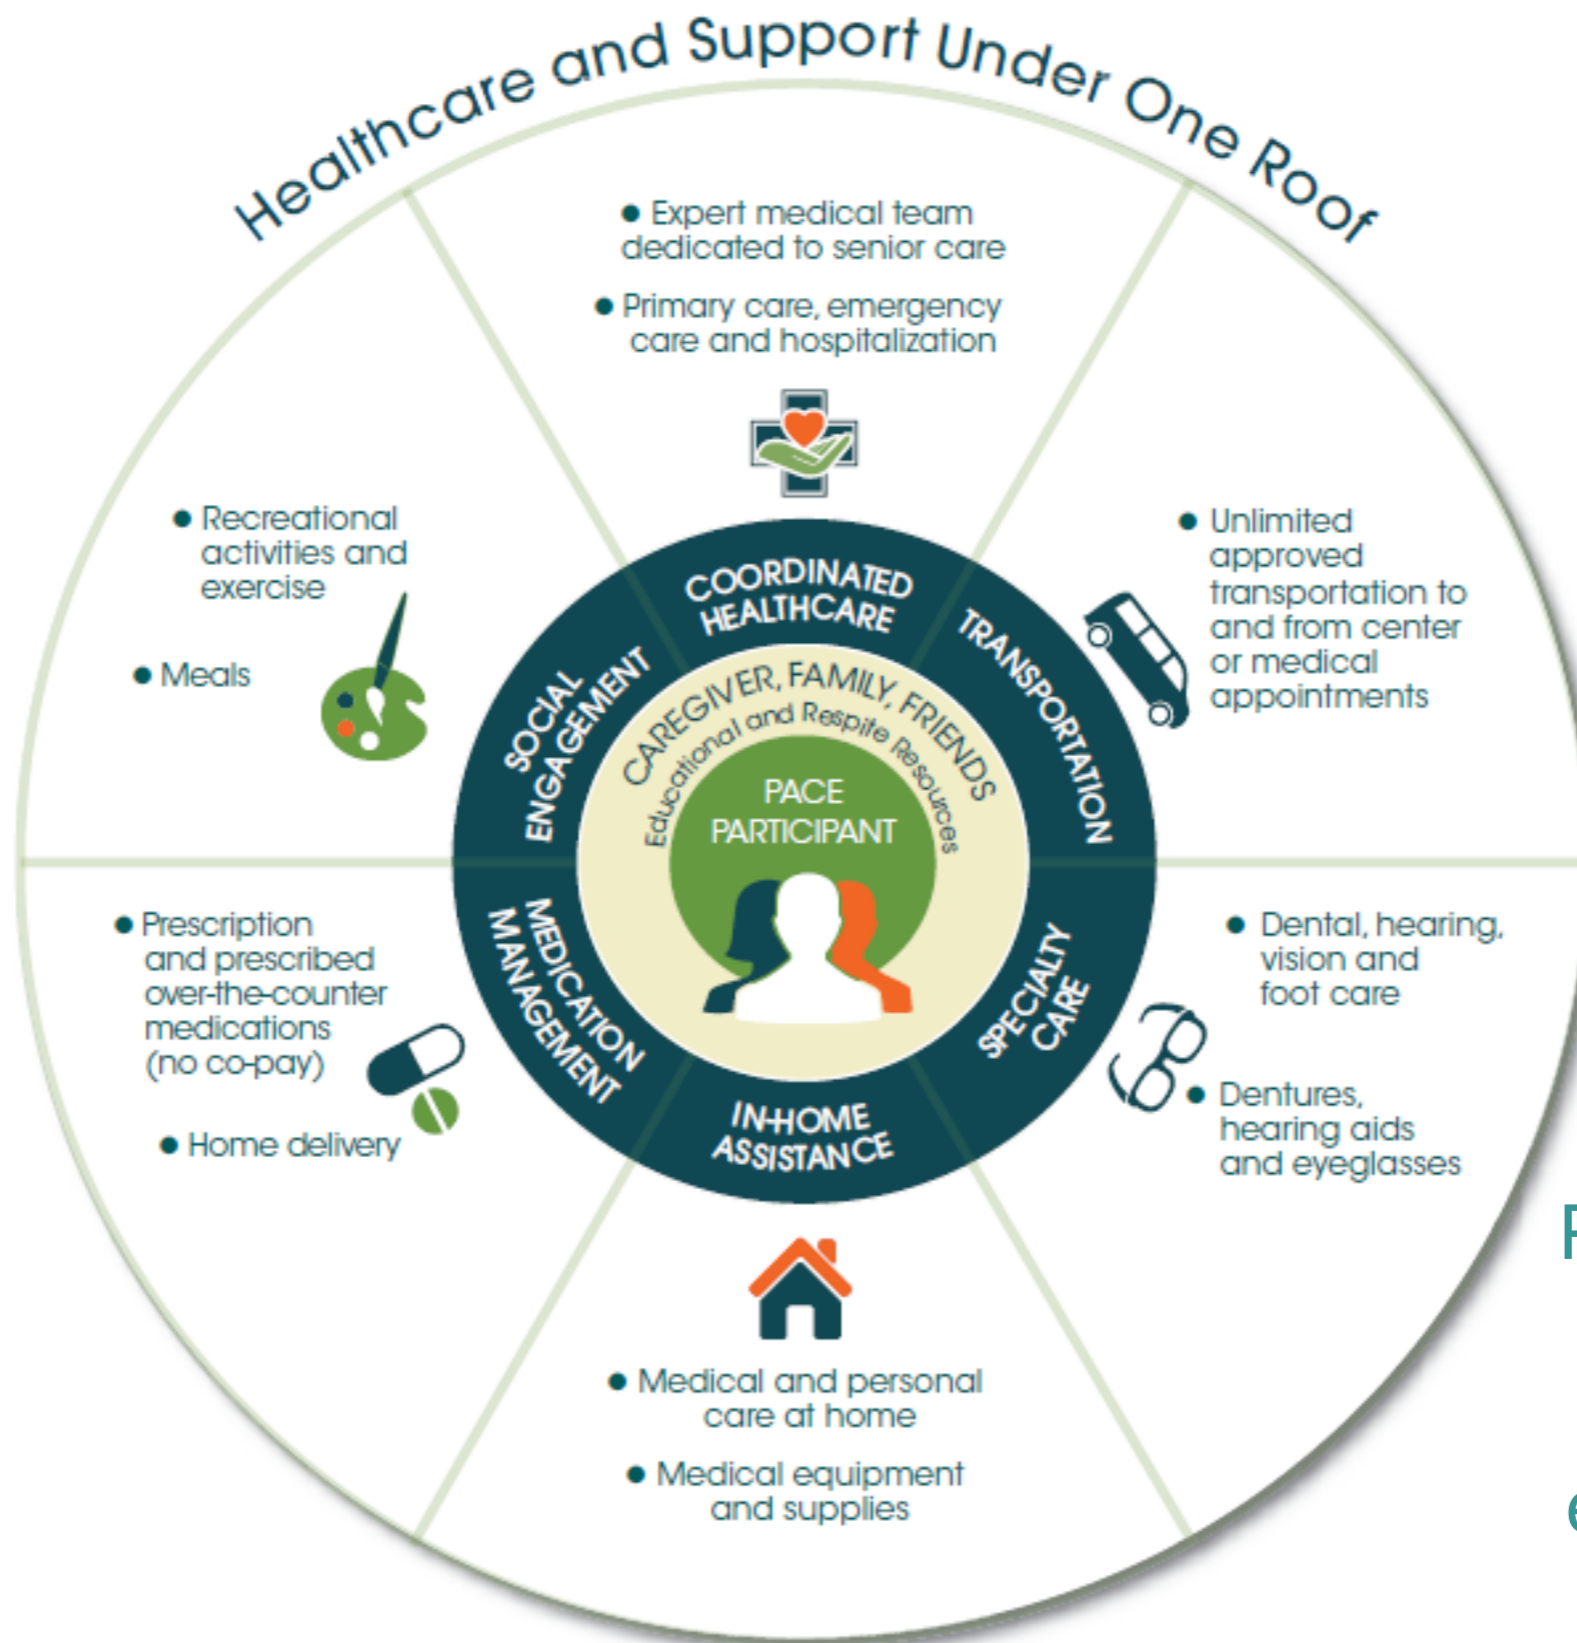 Healthcare and Support Under One Roof
● Expert medical team
dedicated to senior care
● Primary care, emergency
care and hospitalization
● Unlimited
approved
transportation to
and from center
or medical
appointments
● Dental, hearing,
vision and
foot care
● Dentures,
hearing aids
and eyeglasses
● Medical and personal
care at home
● Medical equipment
and supplies
● Prescription
and prescribed
over-the-counter
medications
(no co-pay)
● Home delivery
● Recreational
activities and
exercise
● Meals
COORDINATED
HEALTHCARE
TRANSPORTATION
SPECIALTY
CARE
IN-HOME
ASSISTANCE
MEDICATION
MANAGEMENT
SOCIAL
ENGAGEMENT
CAREGIVER, FAMILY, FRIENDS
Educational and Respite Resources
PACE
PARTICIPANT